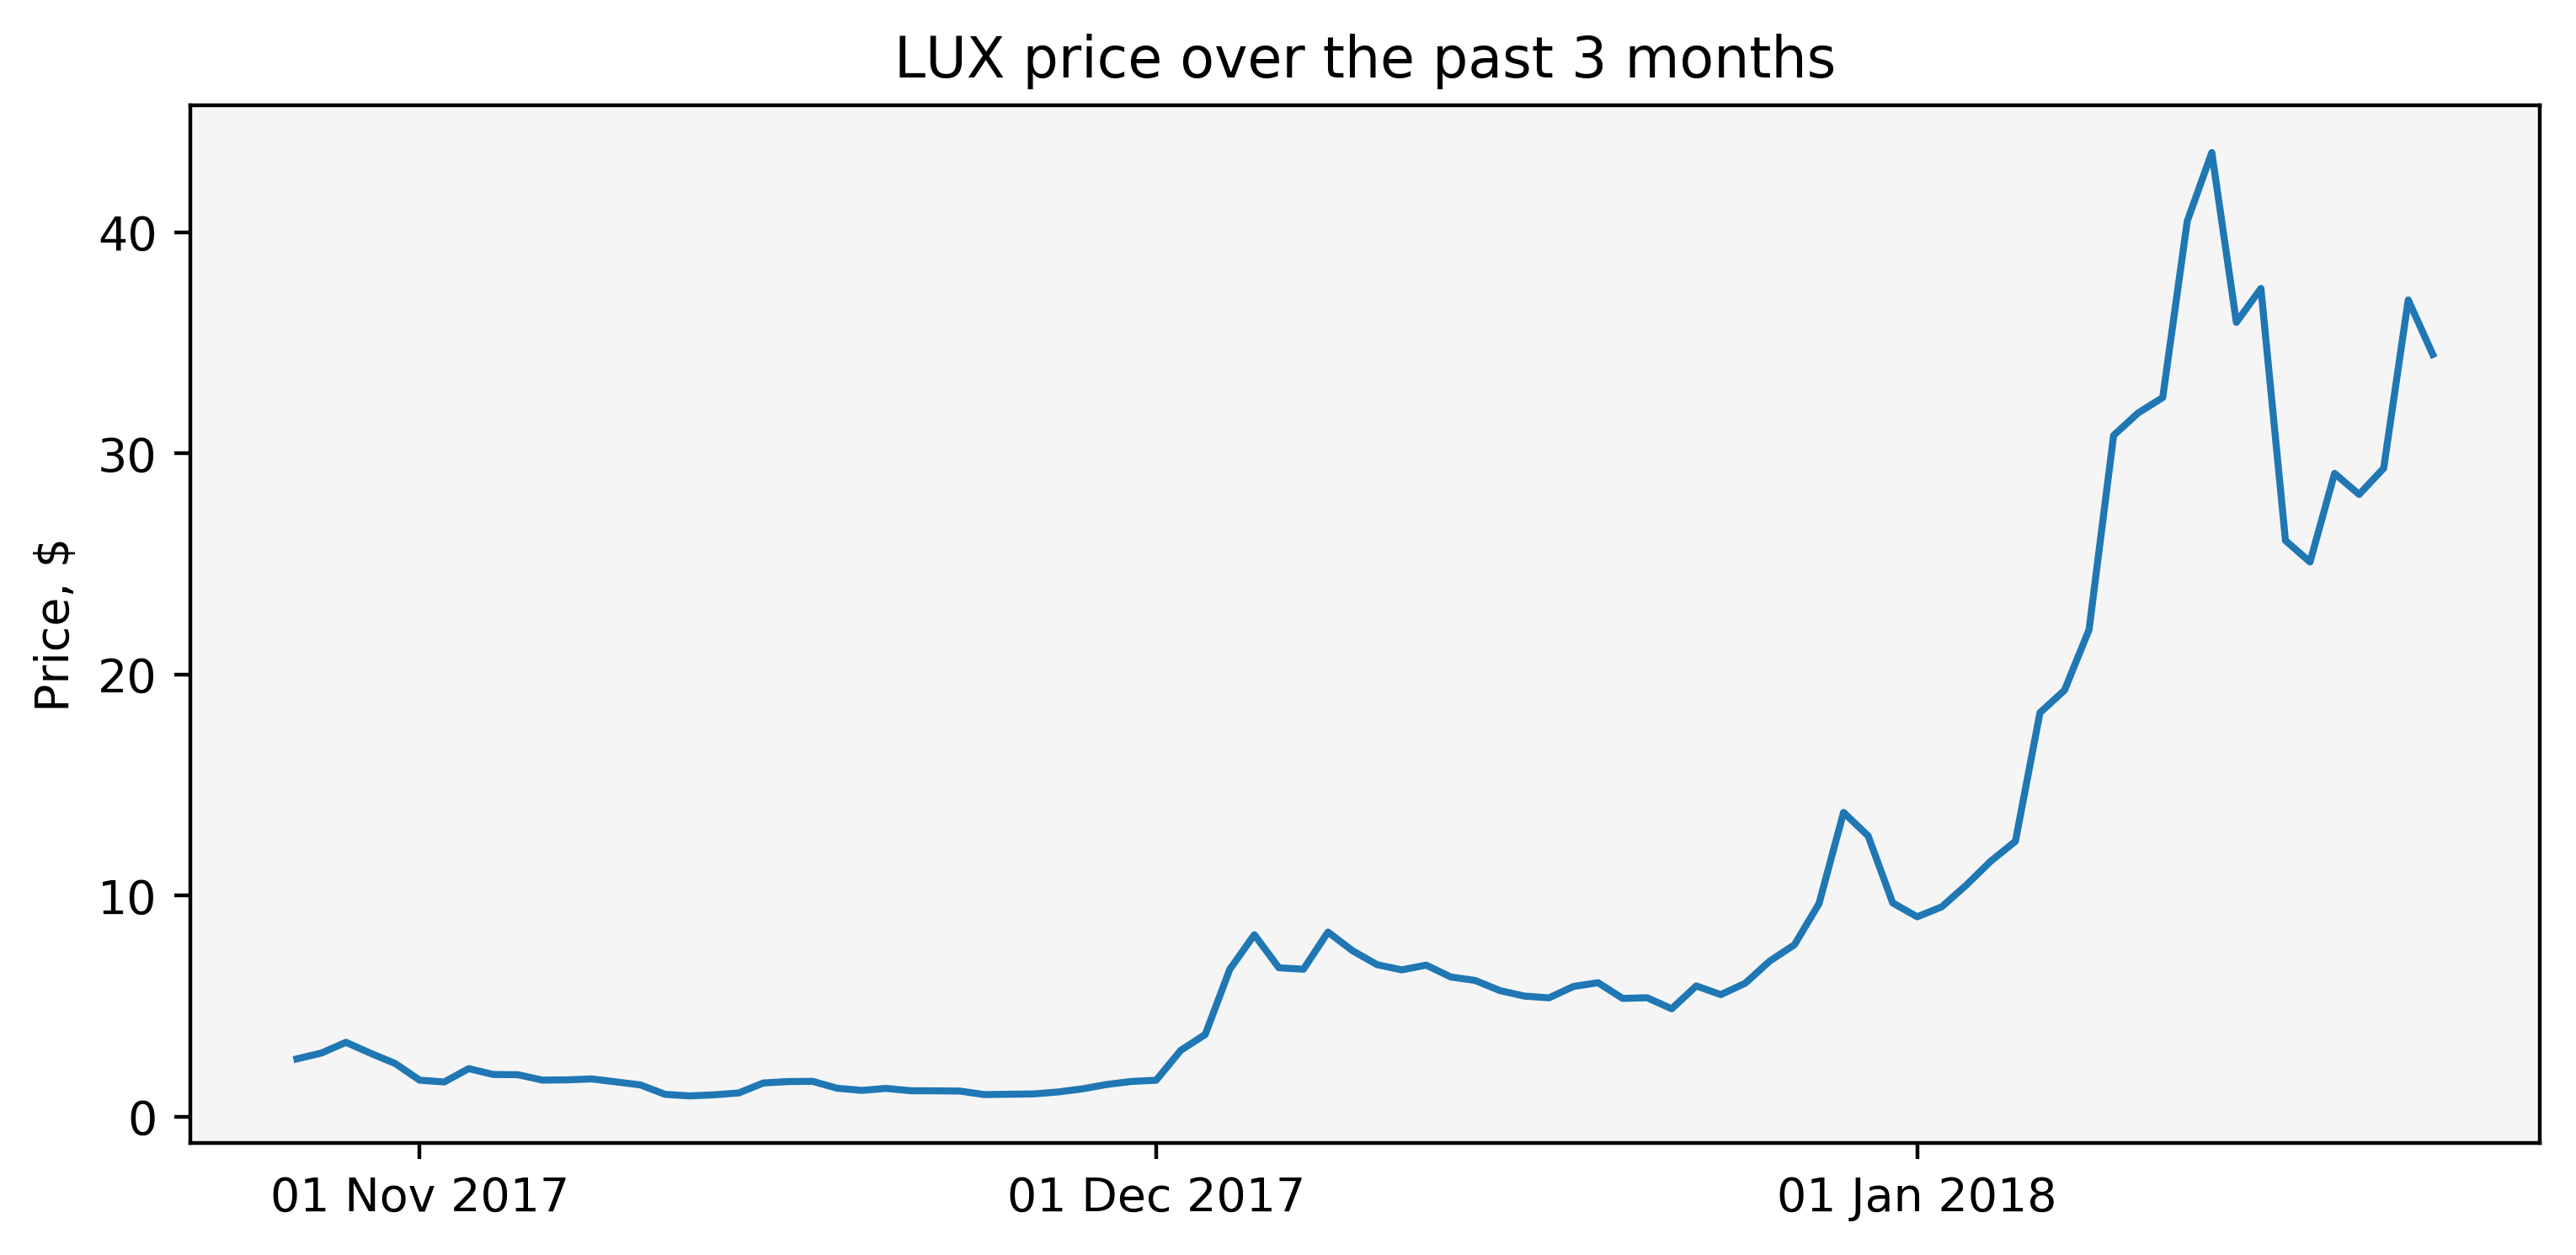 LUX price over the past 3 months
Price, $
40
30
20
10
0
01 Nov 2017
01 Dec 2017
01 Jan 2018